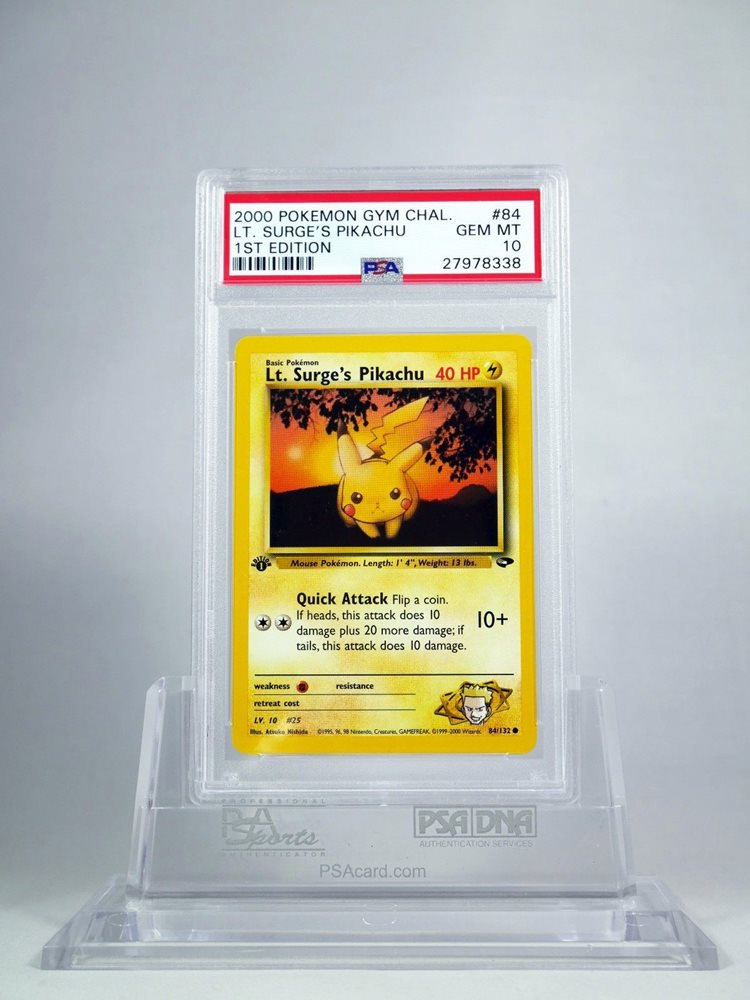 2000 POKEMON GYM CHAL. #84
LT. SURGE'S PIKACHU GEM MT
1ST EDITION 10
PSA 27978338
Basic Pokémon
Lt. Surge's Pikachu 40 HP
EDITION 1
Mouse Pokémon. Length: 1' 4", Weight: 13 lbs.
Quick Attack Flip a coin.
If heads, this attack does 10
damage plus 20 more damage; if
tails, this attack does 10 damage.
10+
weakness resistance
retreat cost
LV. 10 #25
Illus. Atsuko Nishida ©1995, 96, 98 Nintendo, Creatures, GAMEFREAK. ©1999-2000 Wizards. 84/132
PROFESSIONAL
PSA
Sports
AUTHENTICATOR
PSA DNA
AUTHENTICATION SERVICES
PSAcard.com